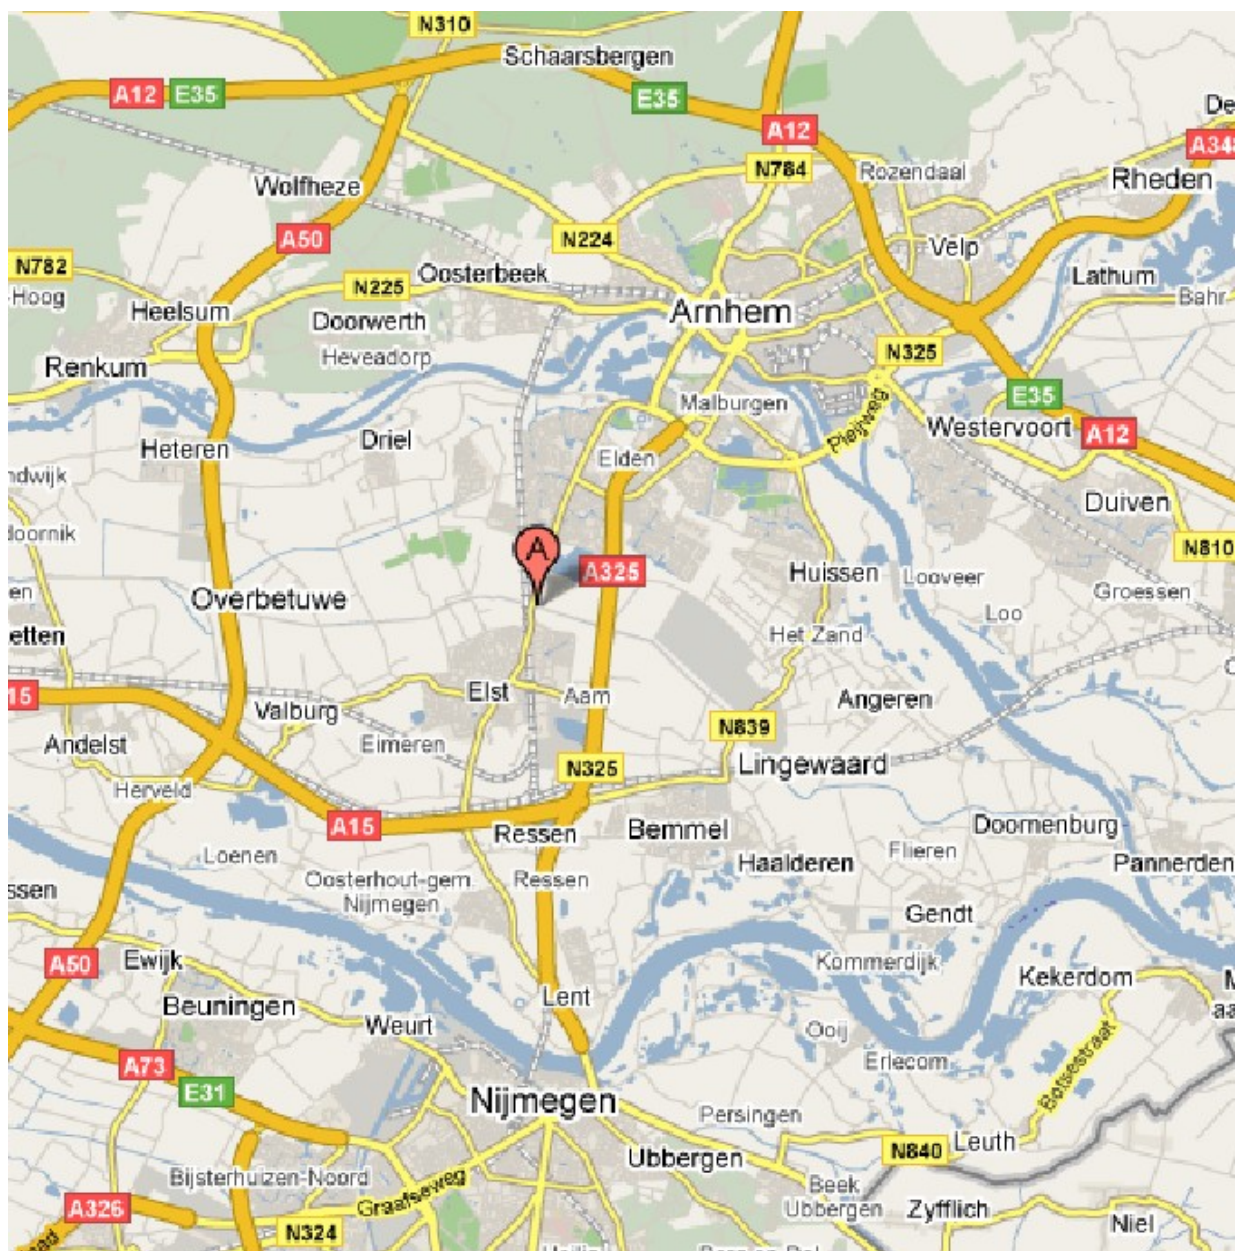 N310
Schaarsbergen
A12 E35
E35
De
A12
A348
N784
Rozendaal
Rheden
Wolfheze
A50
N224
Velp
N782
Oosterbeek
Lathum
-Hoog
N225
Bahr
Heelsum
Doorwerth
Arnhem
Heveadorp
N325
Renkum
E35
Malburgen
Pleijweg
Westervoort
A12
Driel
Heteren
Elden
ndwijk
Duiven
doornik
N810
A
A325
Huissen
Looveer
Groessen
en
Overbetuwe
Loo
etten
Het Zand
15
Elst
Aam
Angeren
Valburg
N839
Andelst
Eimeren
N325
Lingewaard
Herveld
A15
Ressen
Bemmel
Doornenburg
Loenen
Haalderen
Flieren
Pannerden
Oosterhout-gem.
Nijmegen
Ressen
ssen
Gendt
A50
Ewijk
Kommerdijk
Kekerdom
M
aa
Beuningen
Lent
Weurt
Ooij
Erlecom
Botsestraat
A73
E31
Nijmegen
Persingen
N840
Leuth
Ubbergen
Bijsterhuizen-Noord
Graafseweg
Beek
Ubbergen
Zyfflich
A326
Niel
N324
ad